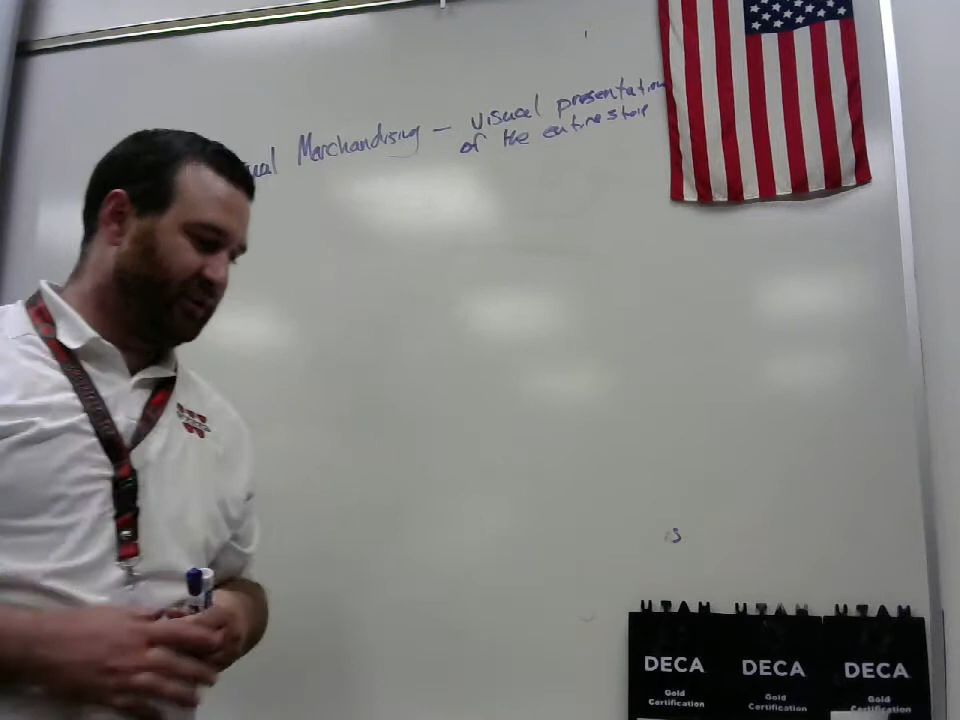 ual Merchandising – visual presentation
of the entire store
UTAH UTAH UTAH
DECA DECA DECA
Gold Gold Gold
Certification Certification Certification